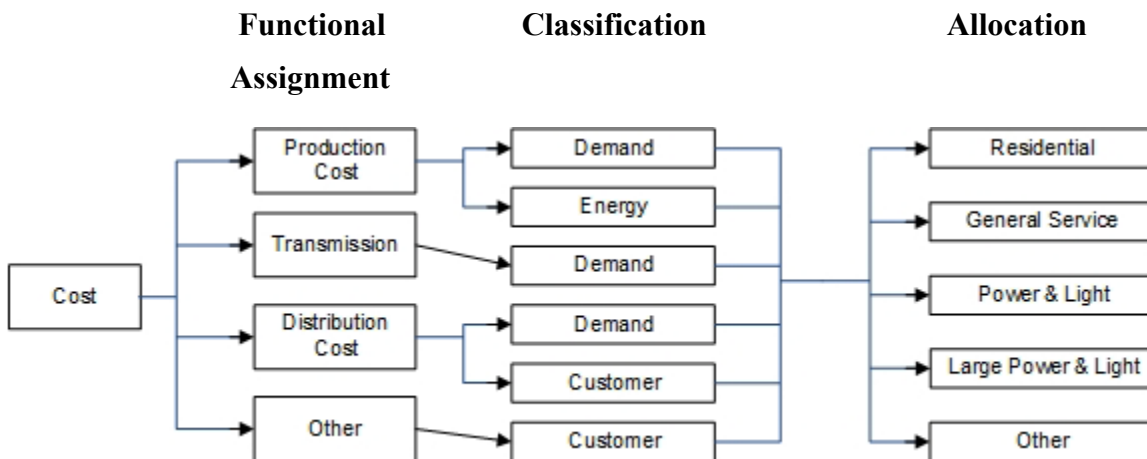 Functional
Assignment
Classification
Allocation
Cost
Production
Cost
Transmission
Distribution
Cost
Other
Demand
Energy
Demand
Demand
Customer
Customer
Residential
General Service
Power & Light
Large Power & Light
Other